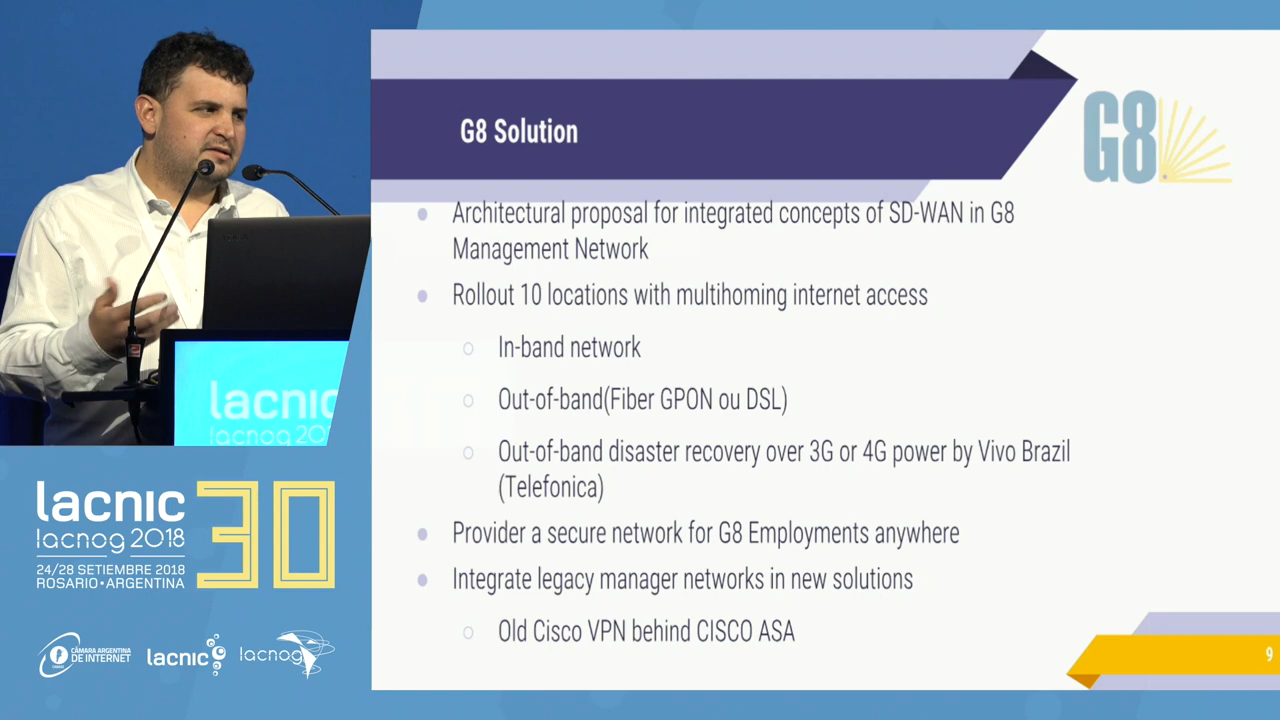 G8 Solution
G8
Architectural proposal for integrated concepts of SD-WAN in G8
Management Network
Rollout 10 locations with multihoming internet access
In-band network
Out-of-band(Fiber GPON ou DSL)
Out-of-band disaster recovery over 3G or 4G power by Vivo Brazil
(Telefonica)
Provider a secure network for G8 Employments anywhere
Integrate legacy manager networks in new solutions
Old Cisco VPN behind CISCO ASA
9
lacnic
lacnog 20
lacnic 30
lacnog 2018
24/28 SETIEMBRE 2018
ROSARIO • ARGENTINA
CÁMARA ARGENTINA
DE INTERNET
lacnic
lacnog